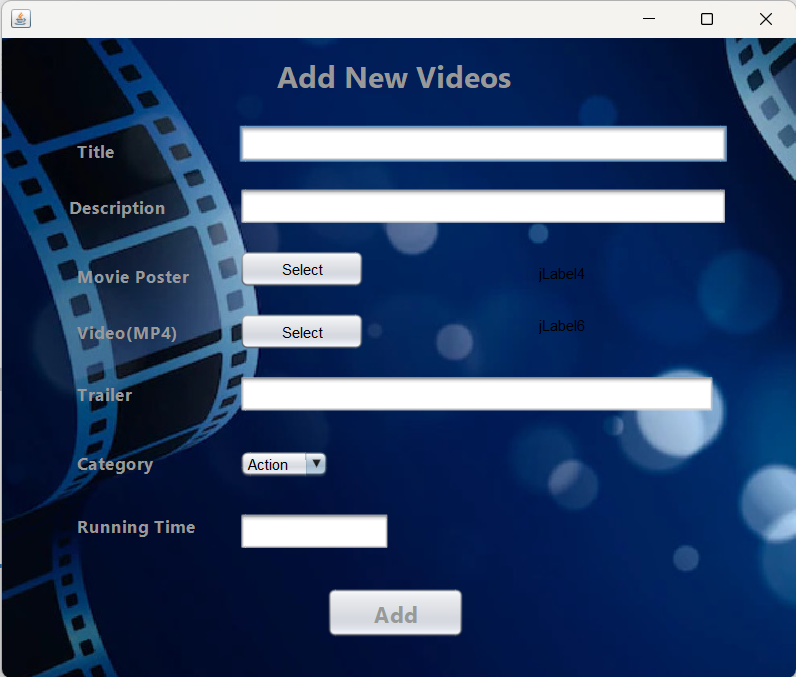 Add New Videos
Title
Description
Movie Poster
Select
jLabel4
Video(MP4)
Select
jLabel6
Trailer
Category
Action
Running Time
Add